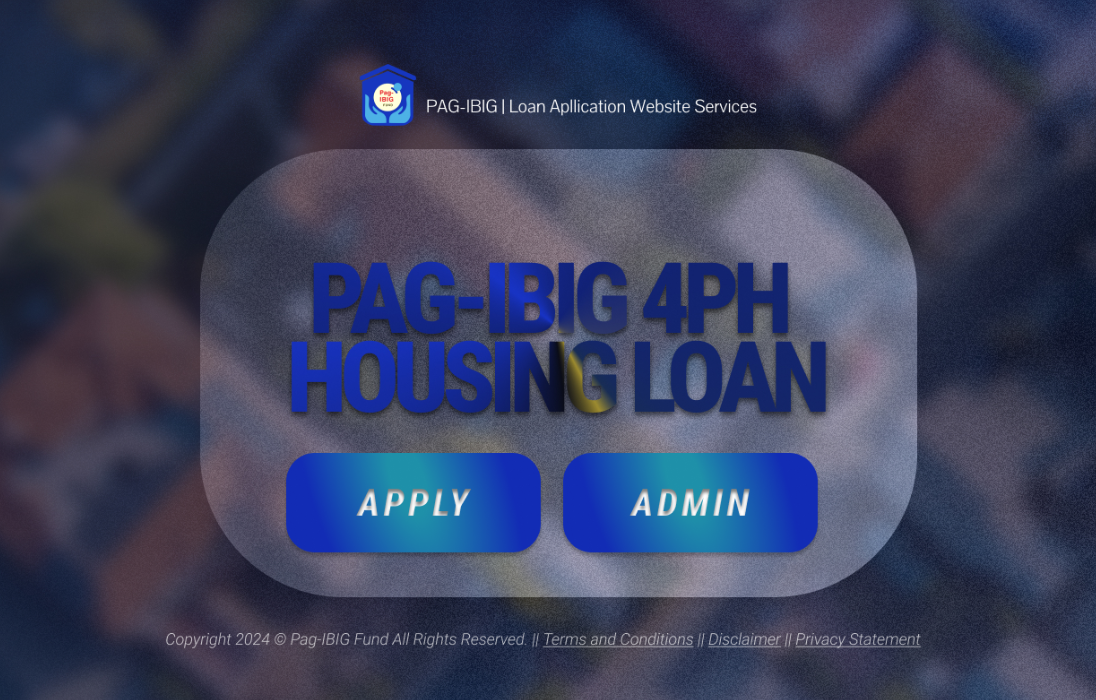 Pag-
IBIG
FUND
PAG-IBIG | Loan Apllication Website Services
PAG-IBIG 4PH
HOUSING LOAN
APPLY
ADMIN
Copyright 2024 © Pag-IBIG Fund All Rights Reserved. || Terms and Conditions || Disclaimer || Privacy Statement